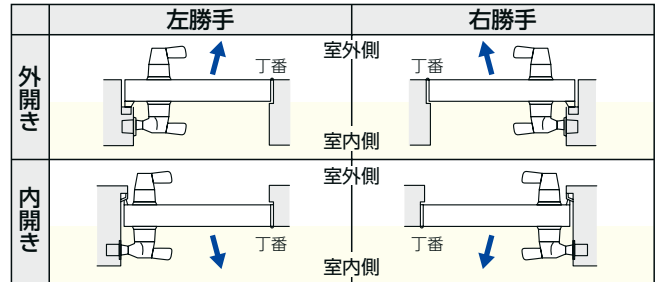 左勝手 右勝手
外開き
室外側
丁番 丁番
室内側
内開き
室外側
丁番 丁番
室内側